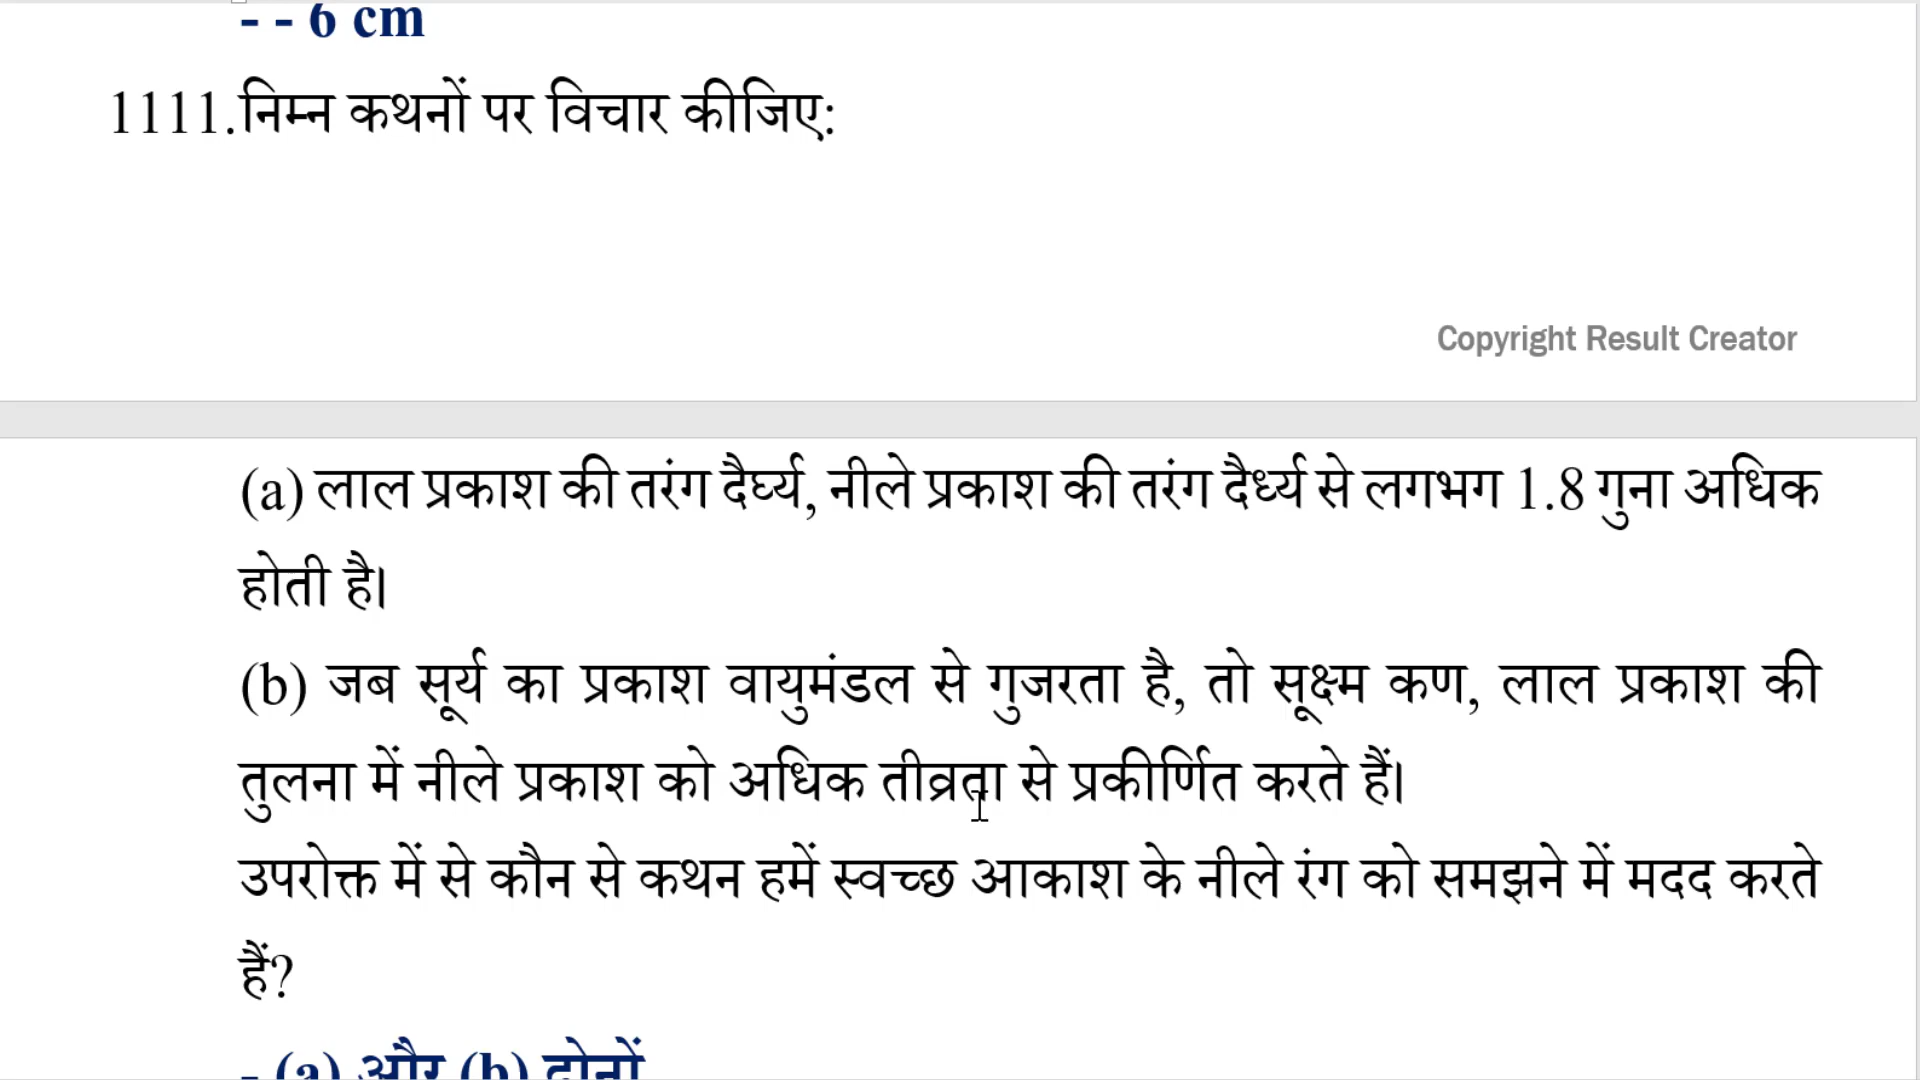 - - 6 cm
1111.निम्न कथनों पर विचार कीजिए:
Copyright Result Creator
(a) लाल प्रकाश की तरंग दैर्घ्य, नीले प्रकाश की तरंग दैर्ध्य से लगभग 1.8 गुना अधिक
होती है।
(b) जब सूर्य का प्रकाश वायुमंडल से गुजरता है, तो सूक्ष्म कण, लाल प्रकाश की
तुलना में नीले प्रकाश को अधिक तीव्रता से प्रकीर्णित करते हैं।
उपरोक्त में से कौन से कथन हमें स्वच्छ आकाश के नीले रंग को समझने में मदद करते
हैं?
- (a) और (b) दोनों